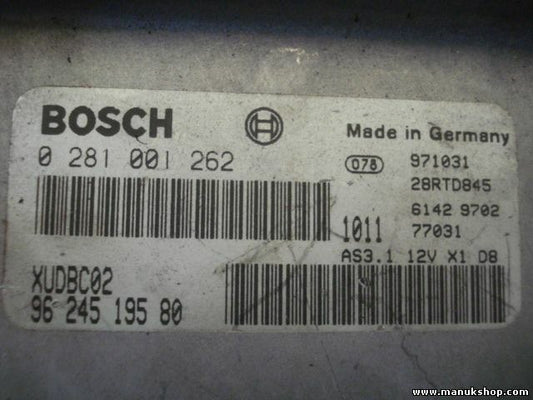 BOSCH
Made in Germany
0 281 001 262
078 971031
28RTD845
6142 9702
1011 77031
AS3.1 12V X1 D8
XUDBC02
96 245 195 80
www.manukshop.com